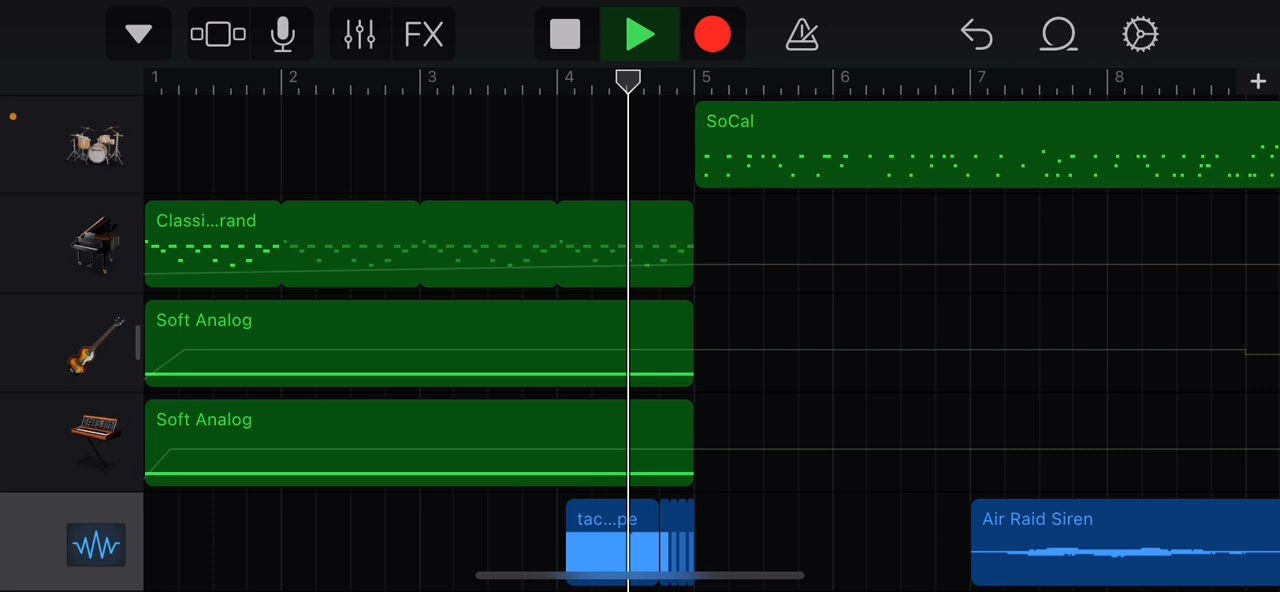 FX
1 2 3 4 5 6 7 8 +
SoCal
Classi...rand
Soft Analog
Soft Analog
tac...pe
Air Raid Siren